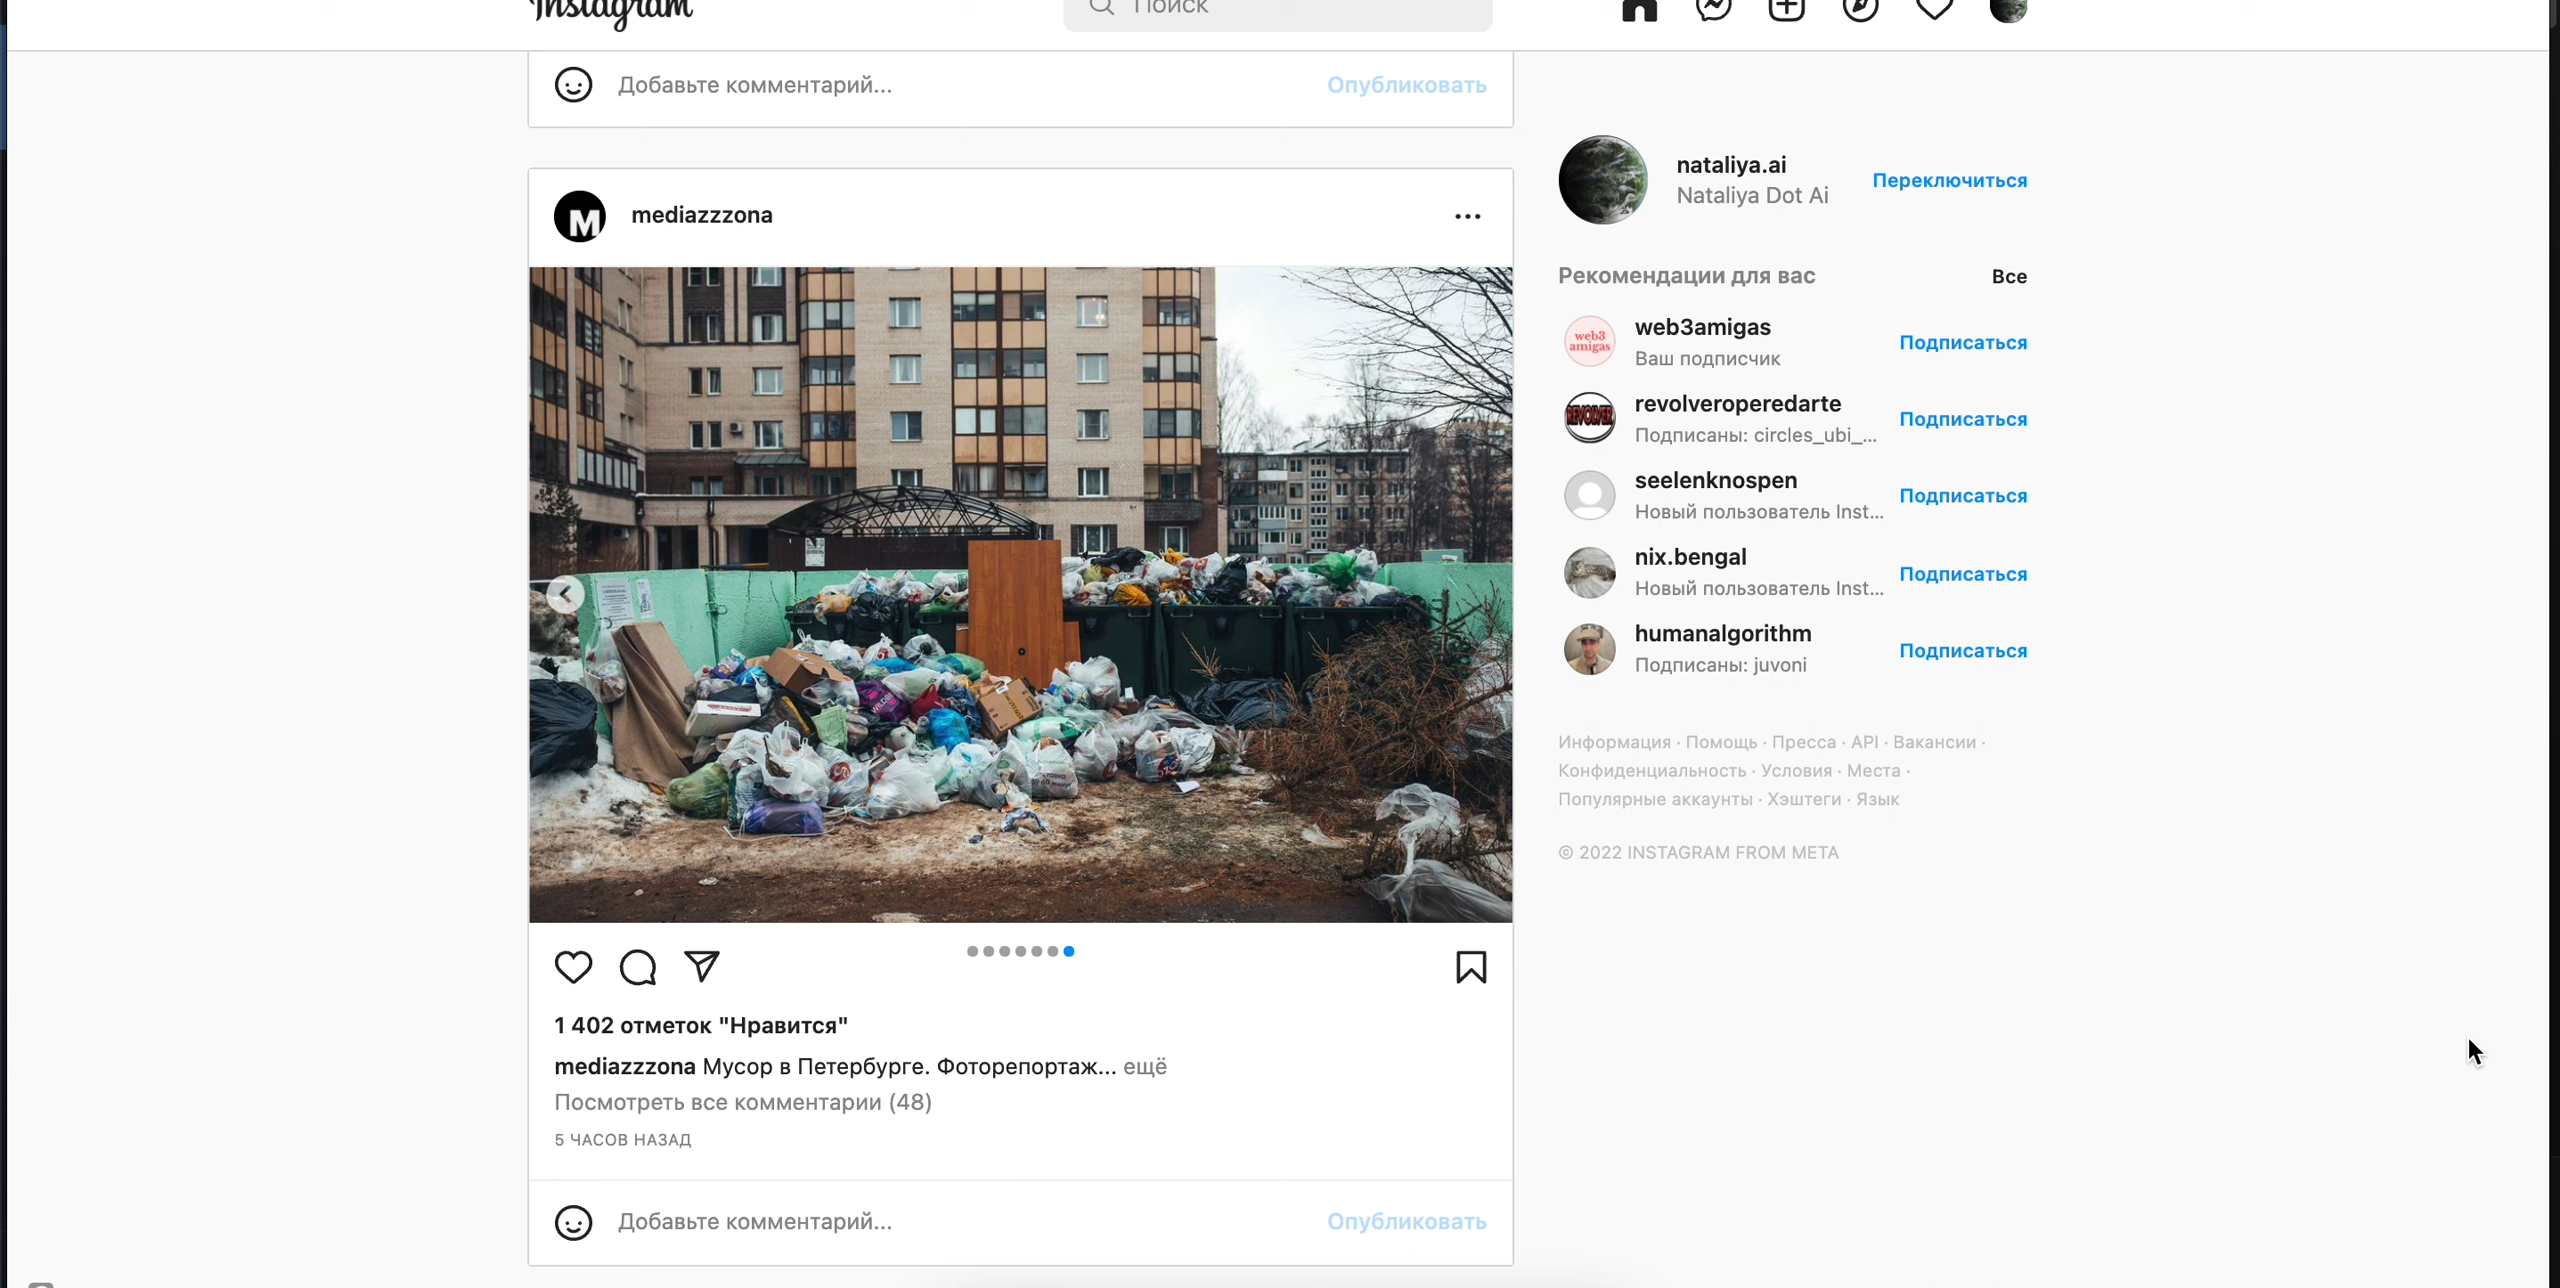 Instagram
Поиск
Добавьте комментарий...
Опубликовать
mediazzzona
M
1 402 отметок "Нравится"
mediazzzona Мусор в Петербурге. Фоторепортаж... ещё
Посмотреть все комментарии (48)
5 ЧАСОВ НАЗАД
Добавьте комментарий...
Опубликовать
nataliya.ai
Nataliya Dot Ai
Переключиться
Рекомендации для вас
Все
web3
amigas
web3amigas
Ваш подписчик
Подписаться
REVOLVER
revolveroperedarte
Подписаны: circles_ubi_...
Подписаться
seelenknospen
Новый пользователь Inst...
Подписаться
nix.bengal
Новый пользователь Inst...
Подписаться
humanalgorithm
Подписаны: juvoni
Подписаться
Информация · Помощь · Пресса · API · Вакансии ·
Конфиденциальность · Условия · Места ·
Популярные аккаунты · Хэштеги · Язык
© 2022 INSTAGRAM FROM META